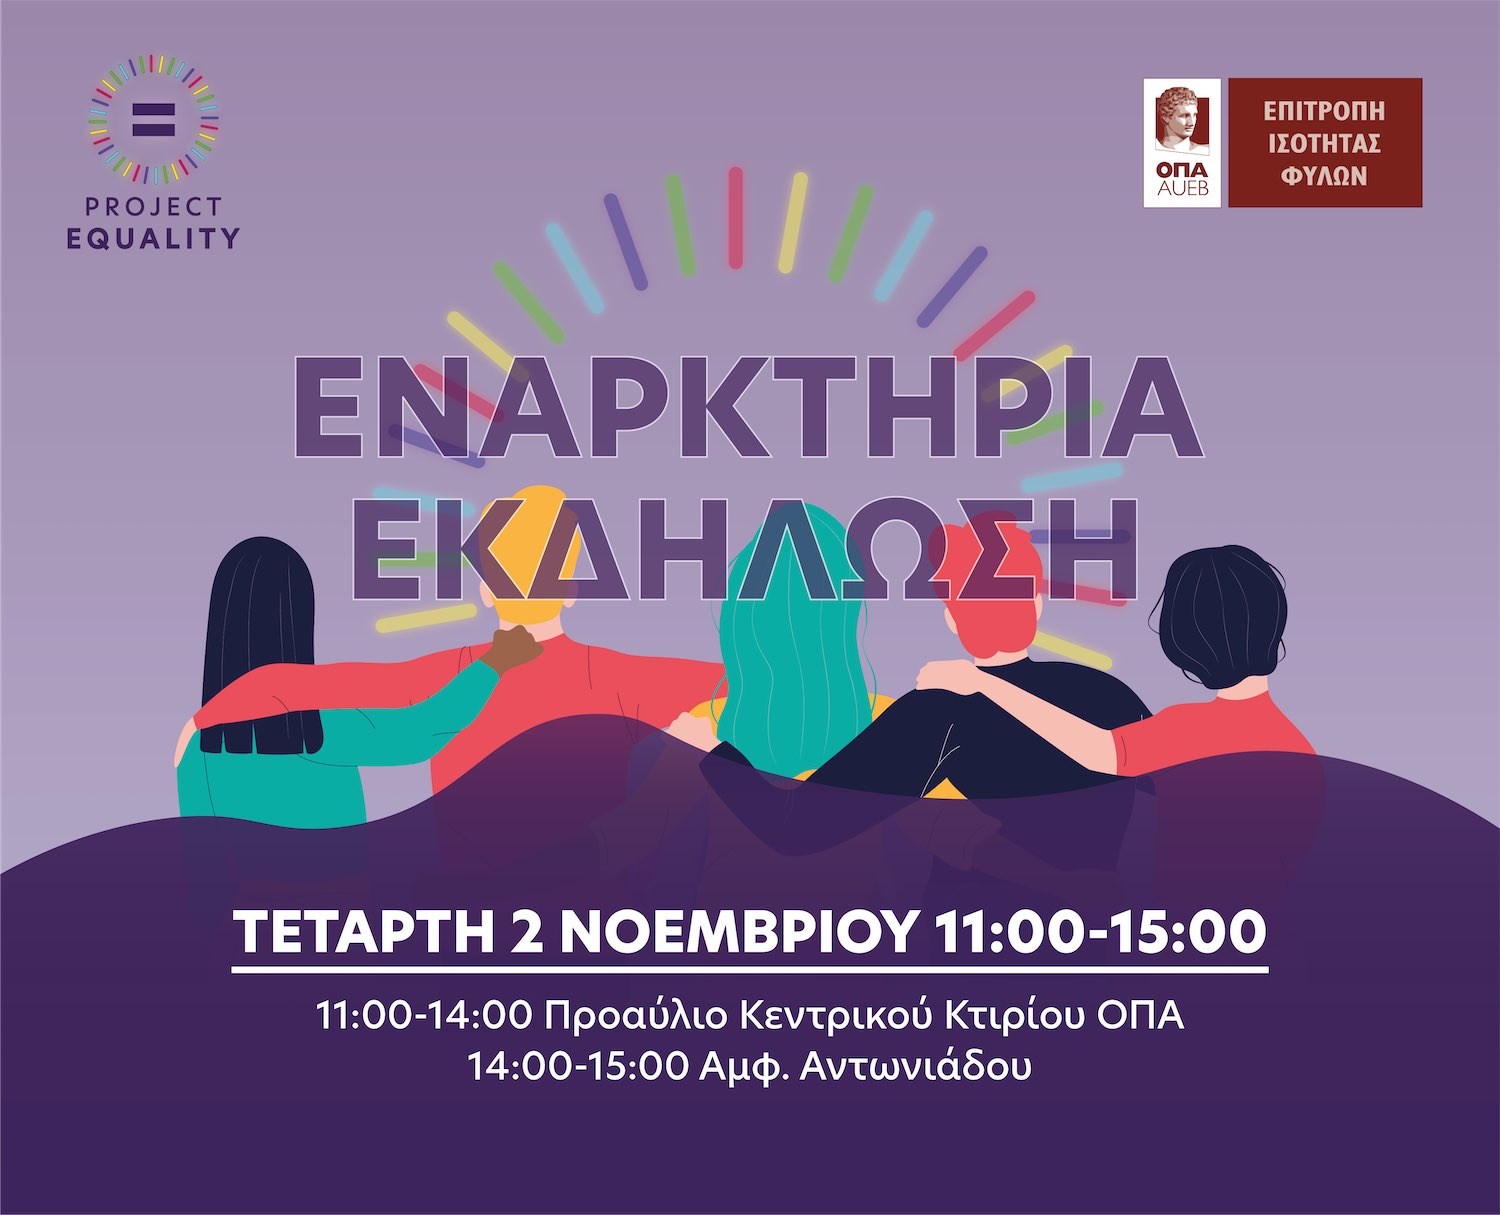 PROJECT
EQUALITY
ΟΠΑ
AUEB
ΕΠΙΤΡΟΠΗ
ΙΣΟΤΗΤΑΣ
ΦΥΛΩΝ
ΕΝΑΡΚΤΗΡΙΑ
ΕΚΔΗΛΩΣΗ
ΤΕΤΑΡΤΗ 2 ΝΟΕΜΒΡΙΟΥ 11:00-15:00
11:00-14:00 Προαύλιο Κεντρικού Κτιρίου ΟΠΑ
14:00-15:00 Αμφ. Αντωνιάδου